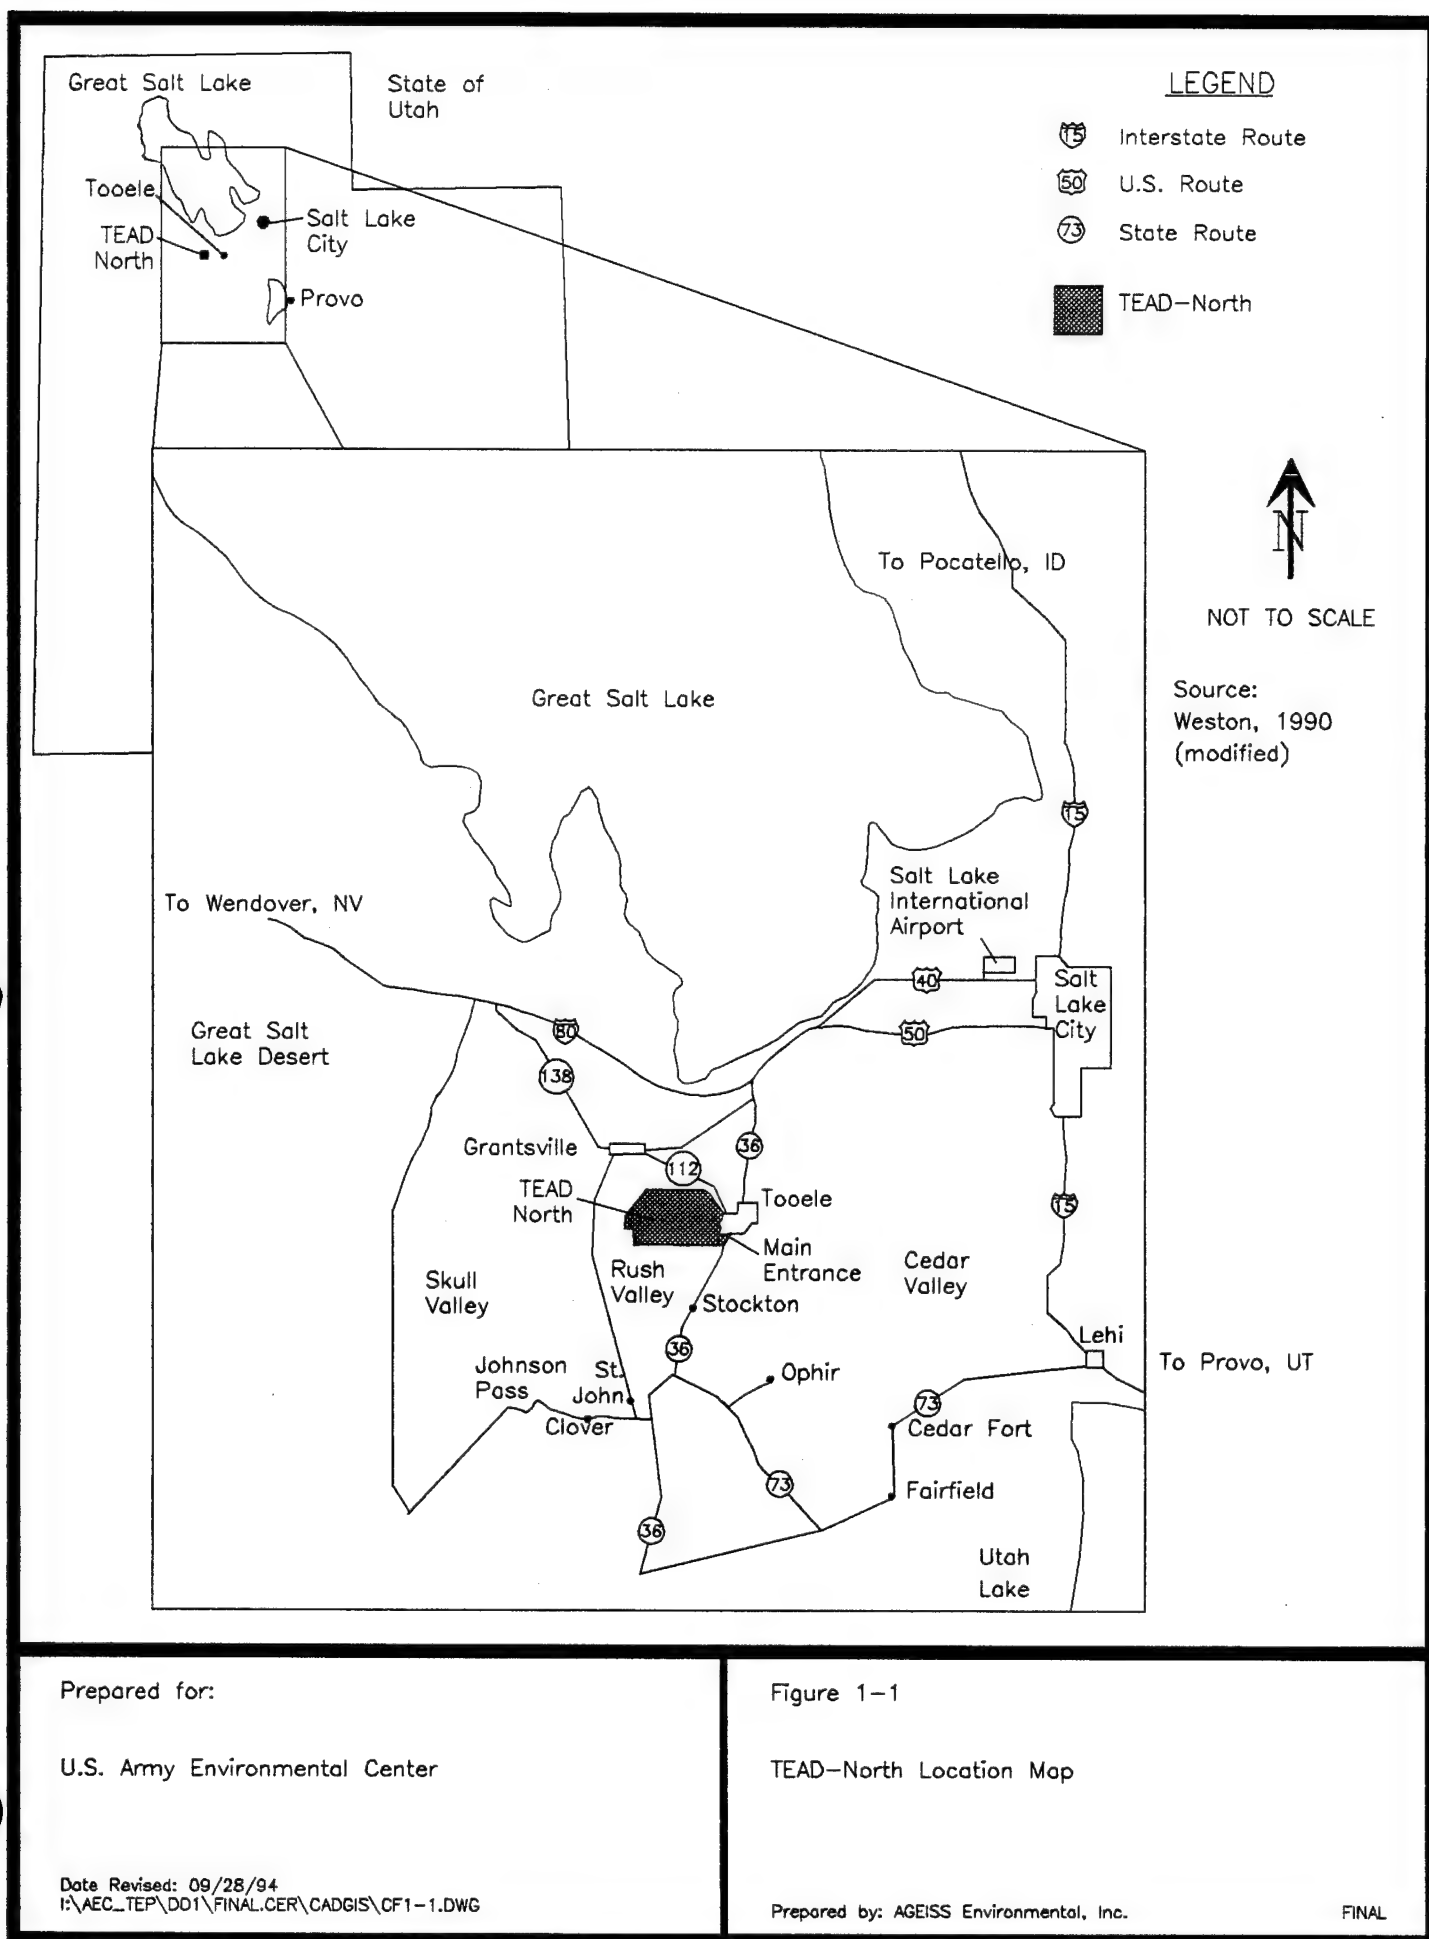 Great Salt Lake
State of
Utah
LEGEND
15
Interstate Route
50
U.S. Route
73
State Route
TEAD-North
Tooele
TEAD
North
Salt Lake
City
Provo
N
NOT TO SCALE
Source:
Weston, 1990
(modified)
To Pocatello, ID
Great Salt Lake
15
To Wendover, NV
Salt Lake
International
Airport
40
Salt
Lake
City
Great Salt
Lake Desert
80
50
138
Grantsville
36
112
TEAD
North
Tooele
15
Main
Entrance
Cedar
Valley
Rush
Valley
Skull
Valley
Stockton
Lehi
36
To Provo, UT
Johnson
Pass
St.
John
Ophir
73
Clover
Cedar Fort
73
Fairfield
36
Utah
Lake
Prepared for:
U.S. Army Environmental Center
Date Revised: 09/28/94
I:\AEC_TEP\DD1\FINAL.CER\CADGIS\CF1-1.DWG
Figure 1-1
TEAD-North Location Map
Prepared by: AGEISS Environmental, Inc.
FINAL